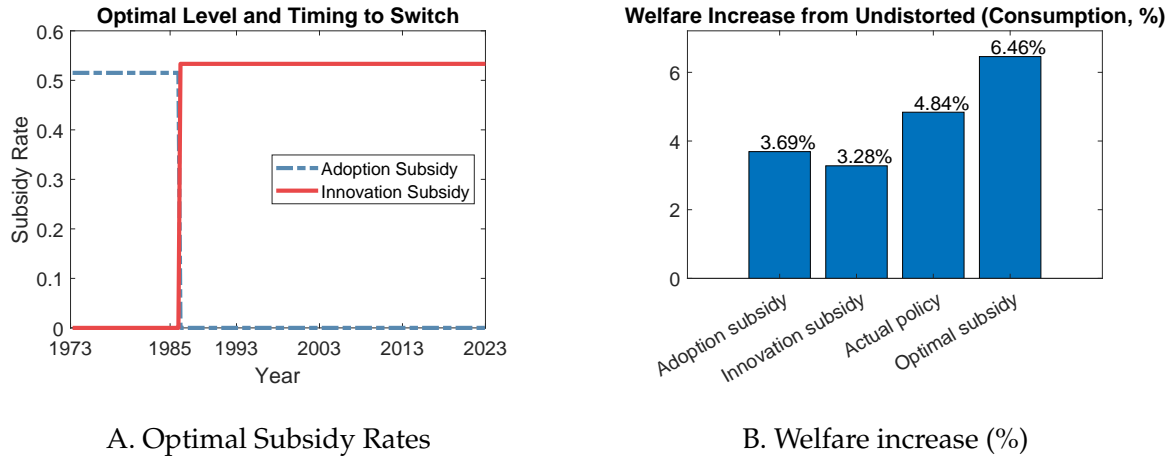 Optimal Level and Timing to Switch
0.6
0.5
0.4
0.3
0.2
0.1
0
Subsidy Rate
Adoption Subsidy
Innovation Subsidy
1973
1985
1993
2003
2013
2023
Year
A. Optimal Subsidy Rates
Welfare Increase from Undistorted (Consumption, %)
6
4
2
0
3.69%
3.28%
4.84%
6.46%
Adoption subsidy
Innovation subsidy
Actual policy
Optimal subsidy
B. Welfare increase (%)